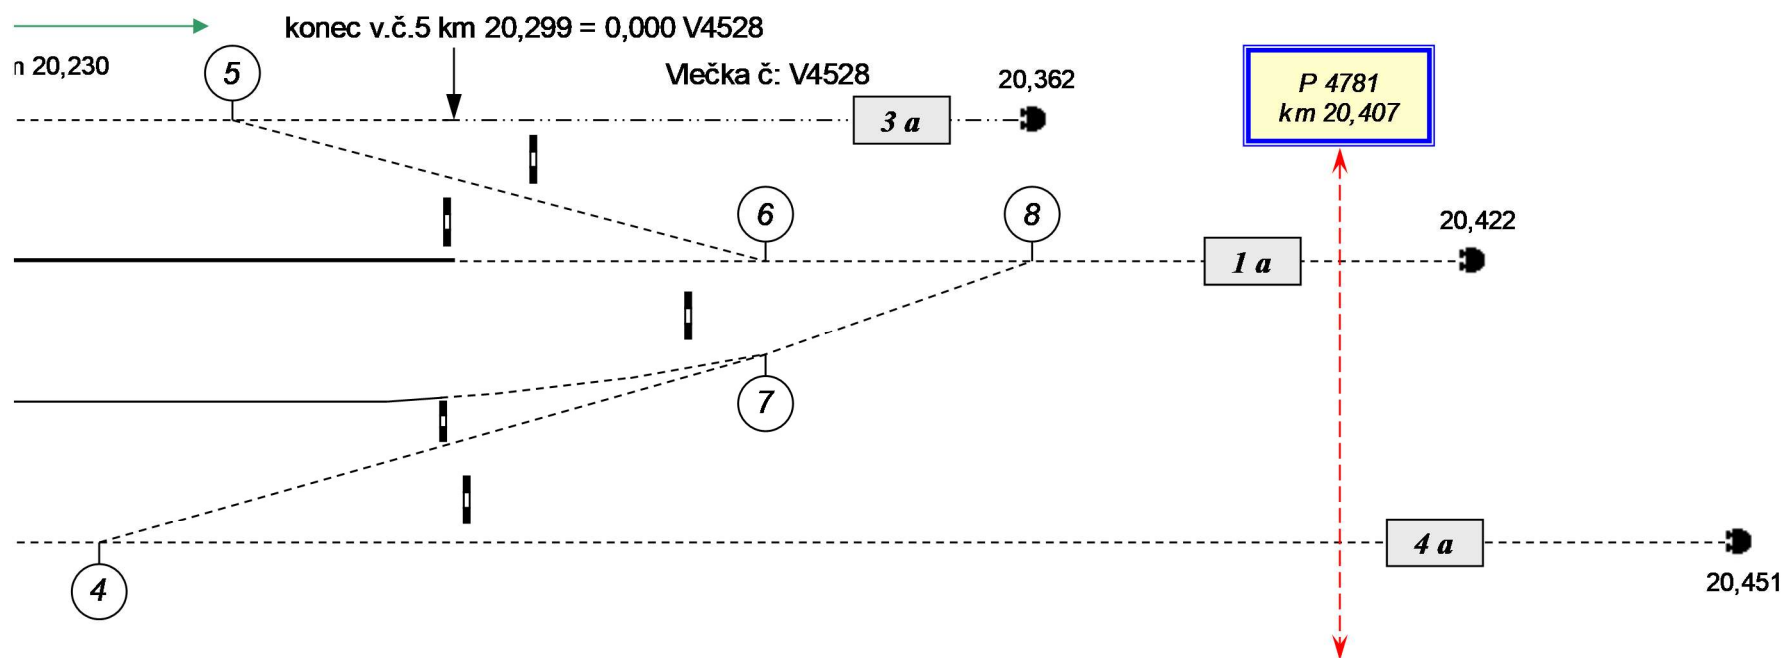 konec v.č.5 km 20,299 = 0,000 V4528
20,230
5
Vlečka č: V4528
20,362
P 4781
km 20,407
3 a
6
8
20,422
1 a
7
4 a
4
20,451